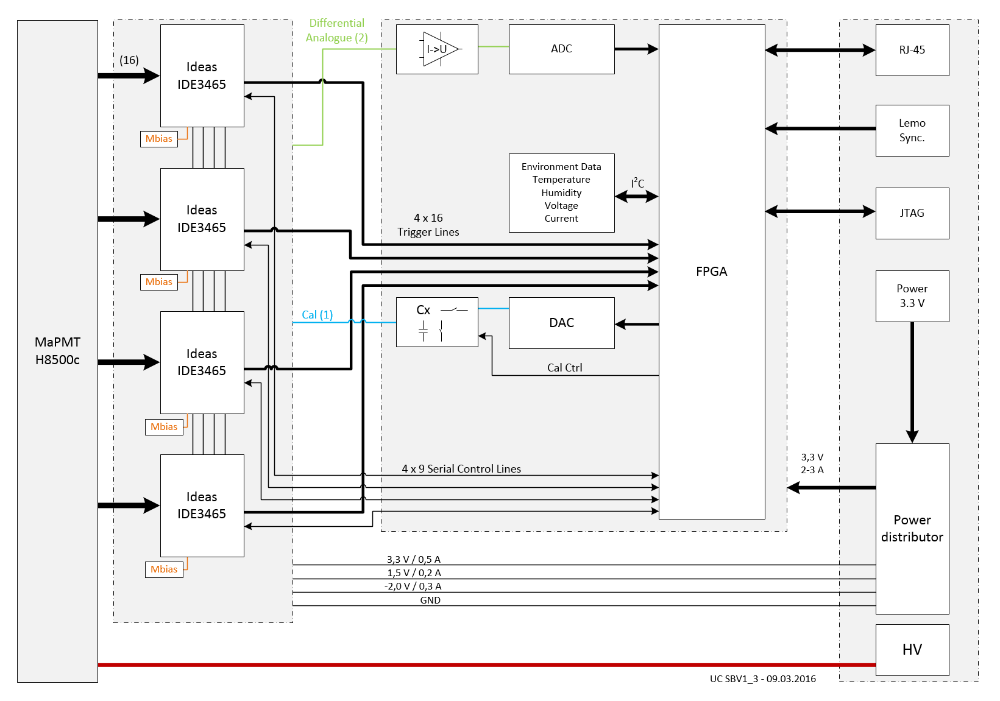 MaPMT
H8500c
(16)
Ideas
IDE3465
Mbias
Ideas
IDE3465
Mbias
Ideas
IDE3465
Mbias
Ideas
IDE3465
Mbias
Differential
Analogue (2)
Cal (1)
I->U
ADC
Environment Data
Temperature
Humidity
Voltage
Current
I²C
4 x 16
Trigger Lines
Cx
DAC
Cal Ctrl
4 x 9 Serial Control Lines
FPGA
RJ-45
Lemo
Sync.
JTAG
Power
3.3 V
3,3 V
2-3 A
Power
distributor
3,3 V / 0,5 A
1,5 V / 0,2 A
-2,0 V / 0,3 A
GND
HV
UC SBV1_3 - 09.03.2016